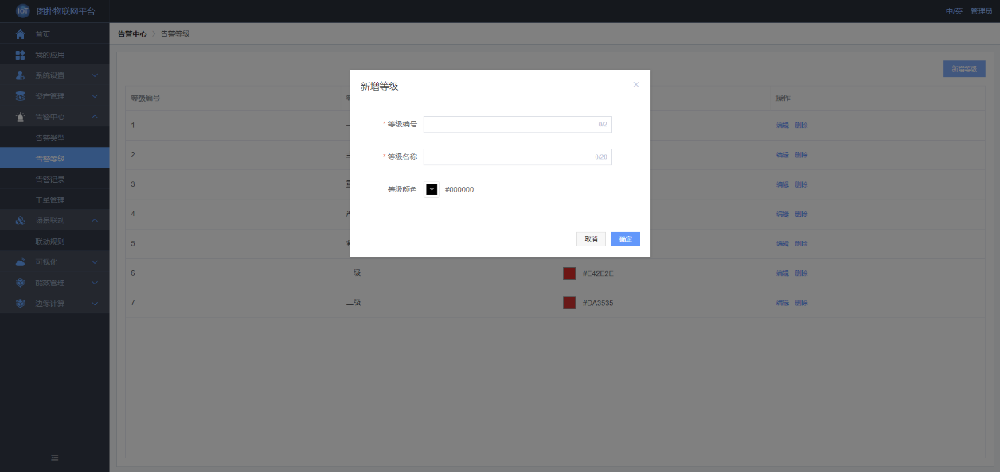 IOT 图扑物联网平台
中/英 管理员
首页
我的应用
系统设置
资产管理
告警中心
告警类型
告警等级
告警记录
工单管理
场景联动
联动规则
可视化
能效管理
边缘计算
告警中心 > 告警等级
新增等级
等级编号 操作
1 编辑 删除
2 编辑 删除
3 编辑 删除
4 编辑 删除
5 编辑 删除
6 一级 #E42E2E 编辑 删除
7 二级 #DA3535 编辑 删除
新增等级
* 等级编号 0/2
* 等级名称 0/20
等级颜色 #000000
取消 确定